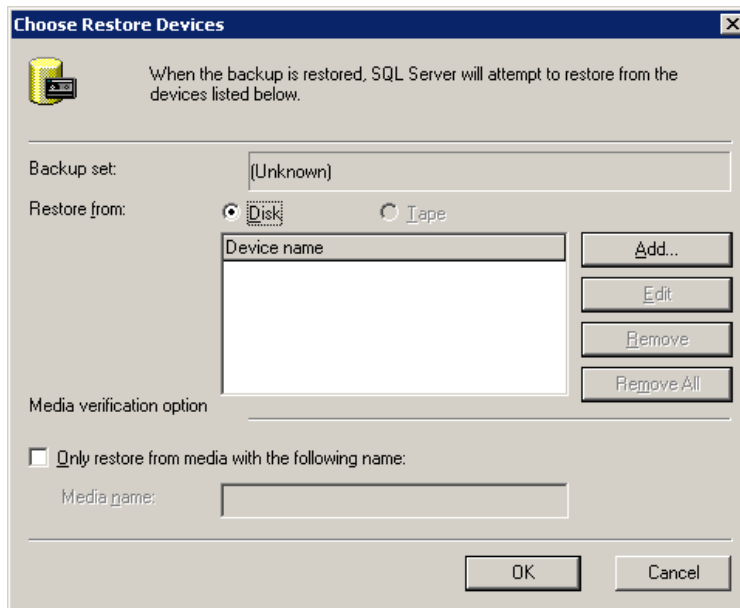 Choose Restore Devices
When the backup is restored, SQL Server will attempt to restore from the
devices listed below.
Backup set:
(Unknown)
Restore from:
Disk
Tape
Device name
Add...
Edit
Remove
Remove All
Media verification option
Only restore from media with the following name:
Media name:
OK
Cancel